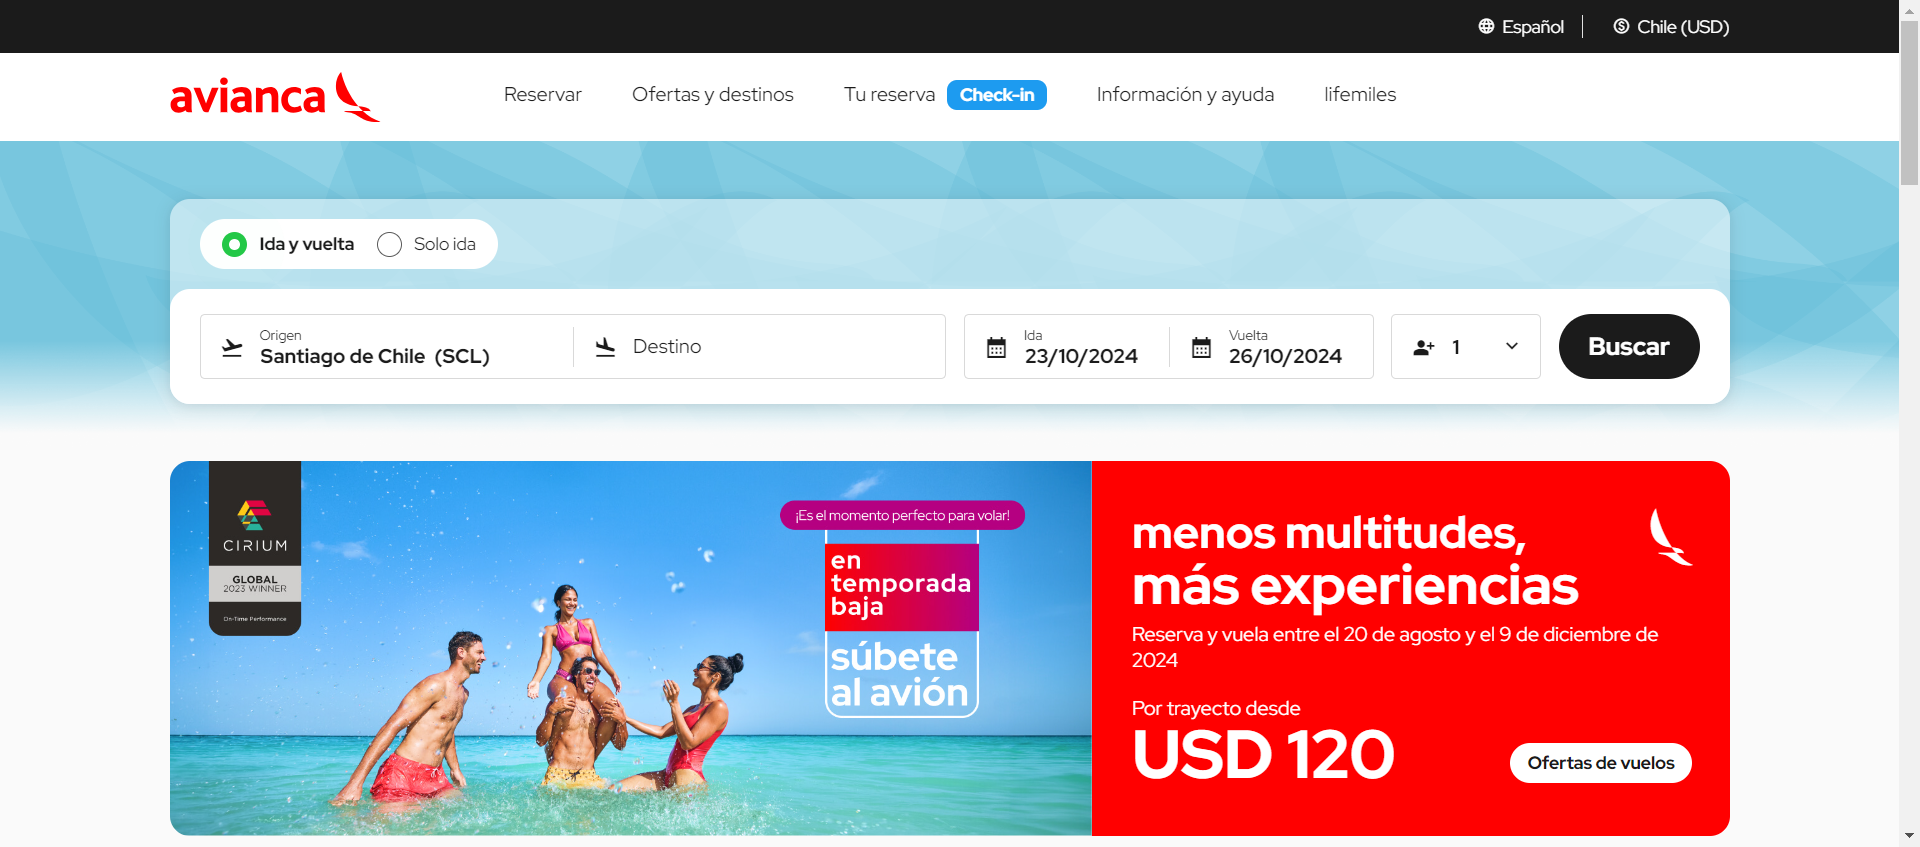 Español
Chile (USD)
avianca
Reservar
Ofertas y destinos
Tu reserva
Check-in
Información y ayuda
lifemiles
Ida y vuelta
Solo ida
Origen
Santiago de Chile (SCL)
Destino
Ida
23/10/2024
Vuelta
26/10/2024
1
Buscar
CIRIUM
GLOBAL
2023 WINNER
On-Time Performance
¡Es el momento perfecto para volar!
en
temporada
baja
súbete
al avión
menos multitudes,
más experiencias
Reserva y vuela entre el 20 de agosto y el 9 de diciembre de
2024
Por trayecto desde
USD 120
Ofertas de vuelos